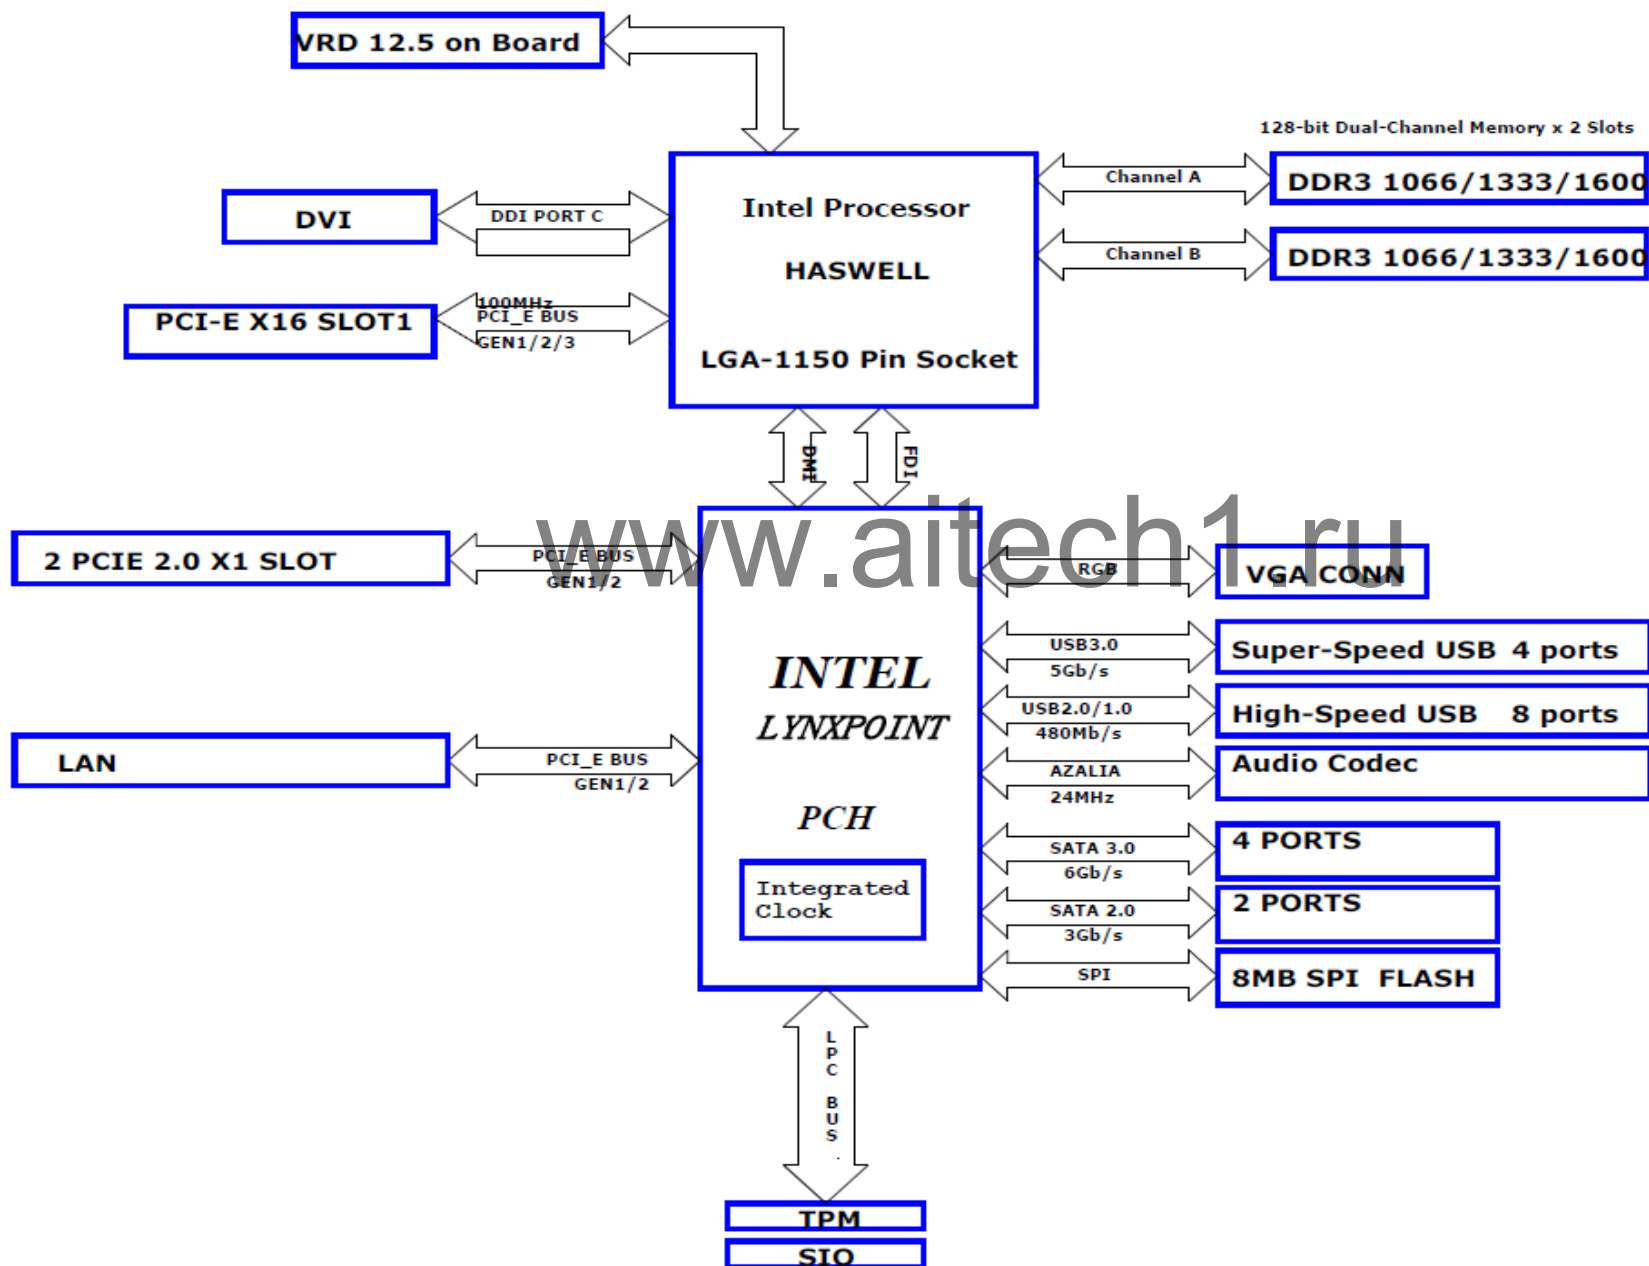 VRD 12.5 on Board
128-bit Dual-Channel Memory x 2 Slots
Channel A
DDR3 1066/1333/1600
DVI
DDI PORT C
Intel Processor
HASWELL
LGA-1150 Pin Socket
Channel B
DDR3 1066/1333/1600
PCI-E X16 SLOT1
100MHz
PCI_E BUS
GEN1/2/3
DMI
FDI
www.aitech1.ru
2 PCIE 2.0 X1 SLOT
PCI_E BUS
GEN1/2
RGB
VGA CONN
INTEL
LYNXPOINT
PCH
Integrated
Clock
USB3.0
5Gb/s
Super-Speed USB 4 ports
USB2.0/1.0
480Mb/s
High-Speed USB 8 ports
LAN
PCI_E BUS
GEN1/2
AZALIA
24MHz
Audio Codec
SATA 3.0
6Gb/s
4 PORTS
SATA 2.0
3Gb/s
2 PORTS
SPI
8MB SPI FLASH
LPC BUS
TPM
SIO